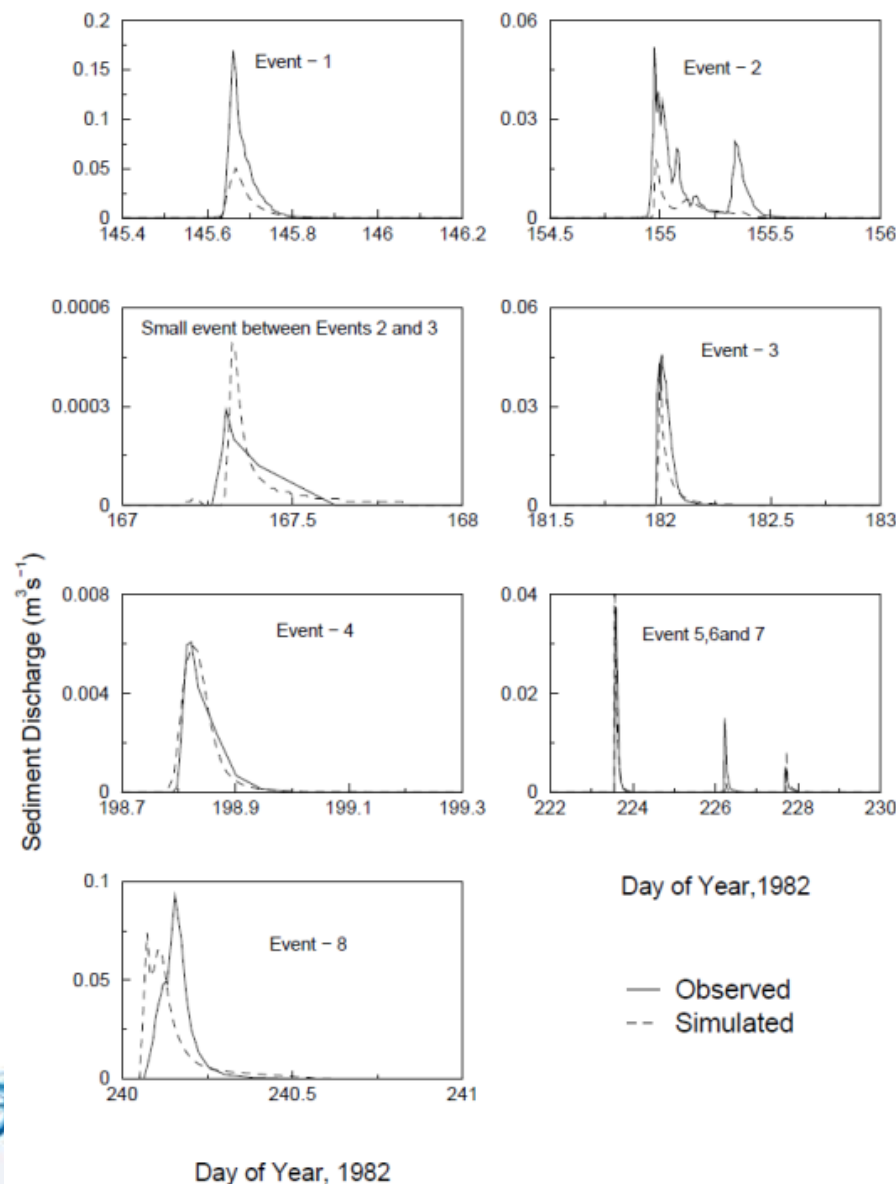 0.2
0.15
0.1
0.05
0
Event − 1
145.4 145.6 145.8 146 146.2
0.06
0.03
0
Event − 2
154.5 155 155.5 156
0.0006
0.0003
0
Small event between Events 2 and 3
167 167.5 168
0.06
0.03
0
Event − 3
181.5 182 182.5 183
Sediment Discharge (m³s⁻¹)
0.008
0.004
0
Event − 4
198.7 198.9 199.1 199.3
0.04
0.02
0
Event 5,6and 7
222 224 226 228 230
Day of Year,1982
0.1
0.05
0
Event − 8
240 240.5 241
Day of Year, 1982
Observed
Simulated